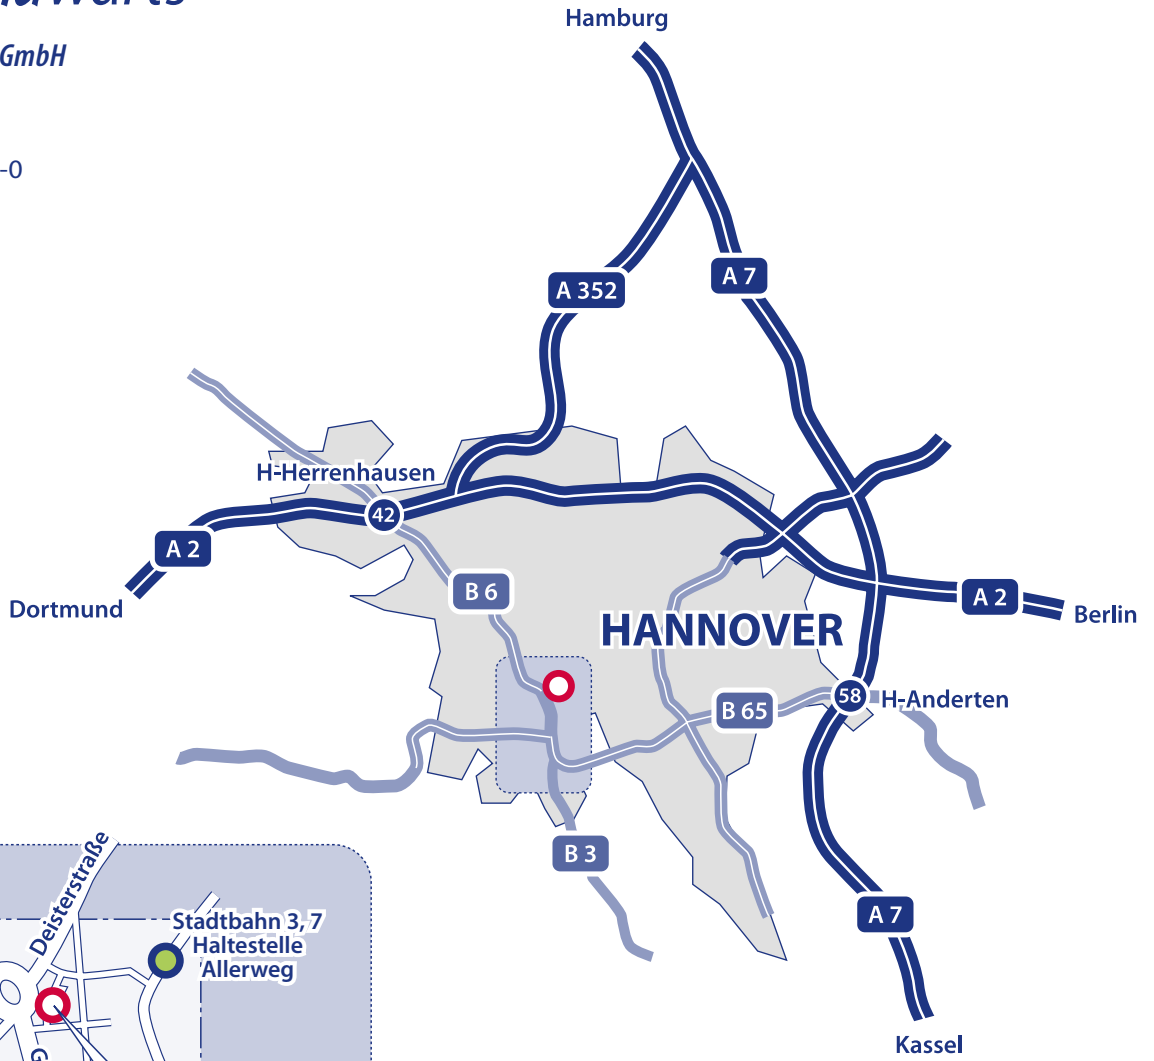 GmbH
-0
Hamburg
A 352
A 7
H-Herrenhausen
42
A 2
Dortmund
B 6
HANNOVER
A 2
Berlin
B 65
58
H-Anderten
B 3
A 7
Kassel
Deisterstraße
Stadtbahn 3, 7
Haltestelle
Allerweg